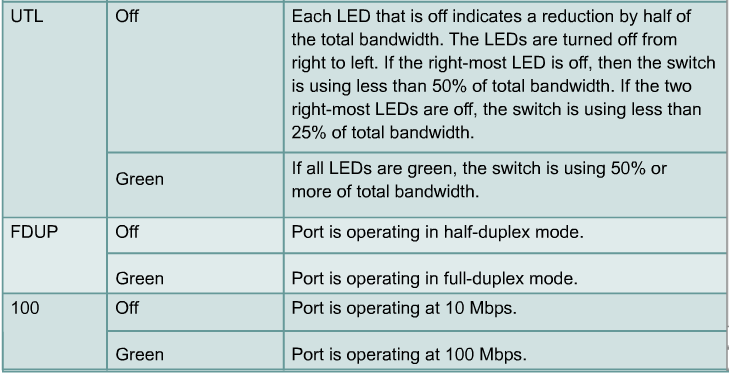 UTL Off Each LED that is off indicates a reduction by half of
the total bandwidth. The LEDs are turned off from
right to left. If the right-most LED is off, then the switch
is using less than 50% of total bandwidth. If the two
right-most LEDs are off, the switch is using less than
25% of total bandwidth.
Green If all LEDs are green, the switch is using 50% or
more of total bandwidth.
FDUP Off Port is operating in half-duplex mode.
Green Port is operating in full-duplex mode.
100 Off Port is operating at 10 Mbps.
Green Port is operating at 100 Mbps.